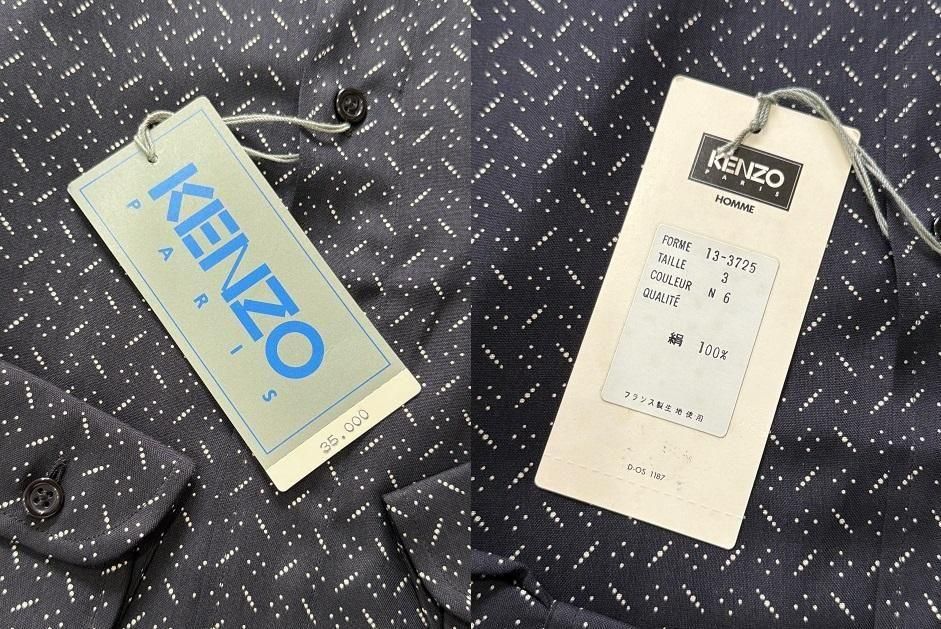 KENZO
PARIS
35,000
KENZO
PARIS
HOMME
FORME 13-3725
TAILLE 3
COULEUR N 6
QUALITÉ
絹 100%
フランス製生地使用
D-OS 1187